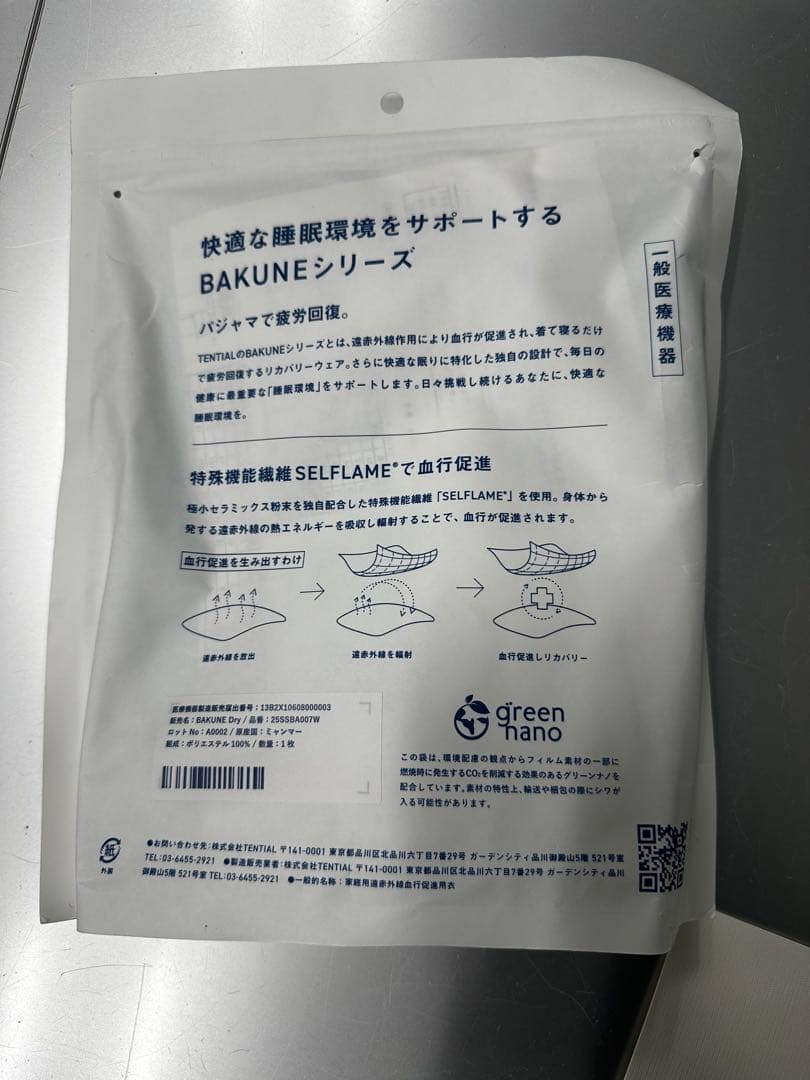 快適な睡眠環境をサポートする
BAKUNEシリーズ
パジャマで疲労回復。
TENTIALのBAKUNEシリーズとは、遠赤外線作用により血行が促進され、着て寝るだけ
で疲労回復するリカバリーウェア。さらに快適な眠りに特化した独自の設計で、毎日の
健康に最重要な「睡眠環境」をサポートします。日々挑戦し続けるあなたに、快適な
睡眠環境を。
一般医療機器
特殊機能繊維SELFLAME®で血行促進
極小セラミックス粉末を独自配合した特殊機能繊維「SELFLAME®」を使用。身体から
発する遠赤外線の熱エネルギーを吸収し輻射することで、血行が促進されます。
血行促進を生み出すわけ
遠赤外線を放出
遠赤外線を輻射
血行促進しリカバリー
医療機器製造販売届出番号：13B2X10608000003
販売名：BAKUNE Dry / 品番：25SSBA007W
ロットNo：A0002 / 原産国：ミャンマー
組成：ポリエステル 100% / 数量：1枚
green
nano
この袋は、環境配慮の観点からフィルム素材の一部に
燃焼時に発生するCO₂を削減する効果のあるグリーンナノを
配合しています。素材の特性上、輸送や梱包の際にシワが
入る可能性があります。
紙
外装
●お問い合わせ先：株式会社TENTIAL 〒141-0001 東京都品川区北品川六丁目7番29号 ガーデンシティ品川御殿山5階 521号室
TEL：03-6455-2921 ●製造販売業者：株式会社TENTIAL 〒141-0001 東京都品川区北品川六丁目7番29号 ガーデンシティ品川
御殿山5階 521号室 TEL：03-6455-2921 ●一般的名称：家庭用遠赤外線血行促進用衣